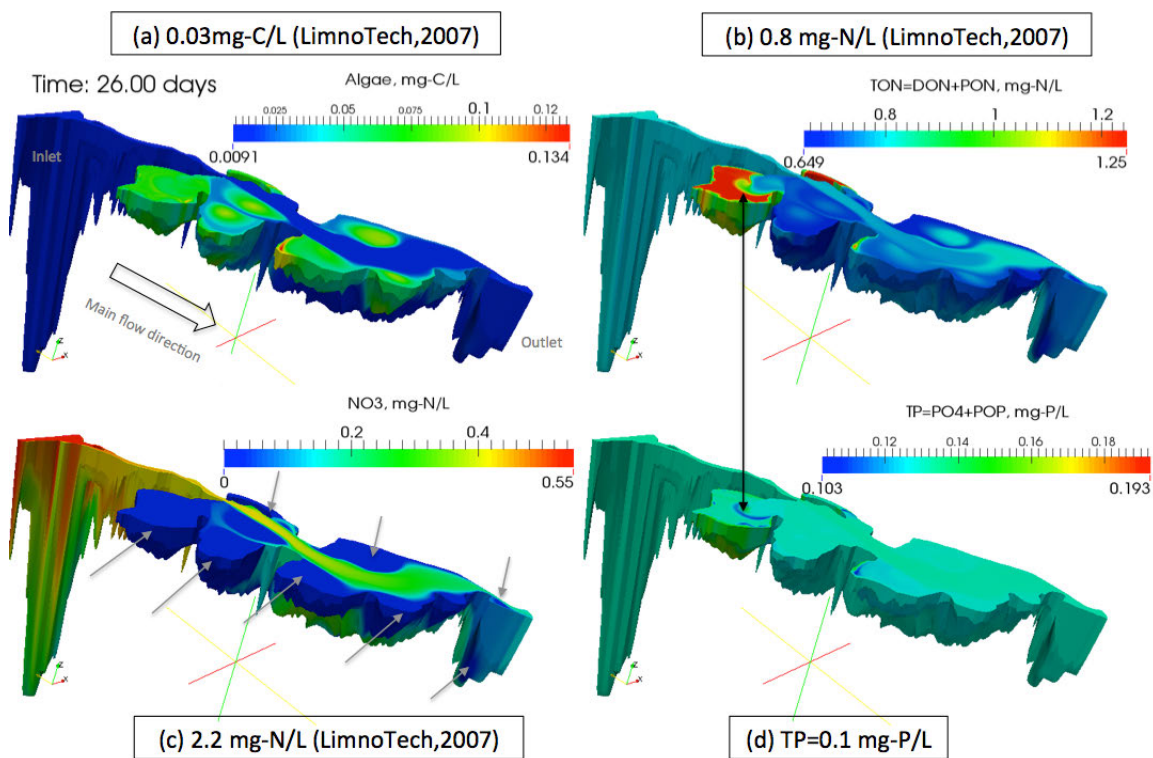 (a) 0.03mg-C/L (LimnoTech,2007)
(b) 0.8 mg-N/L (LimnoTech,2007)
Time: 26.00 days
Algae, mg-C/L
0.025 0.05 0.075 0.1 0.12
0.0091 0.134
Inlet
Main flow direction
Outlet
z
x
TON=DON+PON, mg-N/L
0.8 1 1.2
0.649 1.25
z
x
NO3, mg-N/L
0.2 0.4
0 0.55
z
x
TP=PO4+POP, mg-P/L
0.12 0.14 0.16 0.18
0.103 0.193
z
x
(c) 2.2 mg-N/L (LimnoTech,2007)
(d) TP=0.1 mg-P/L